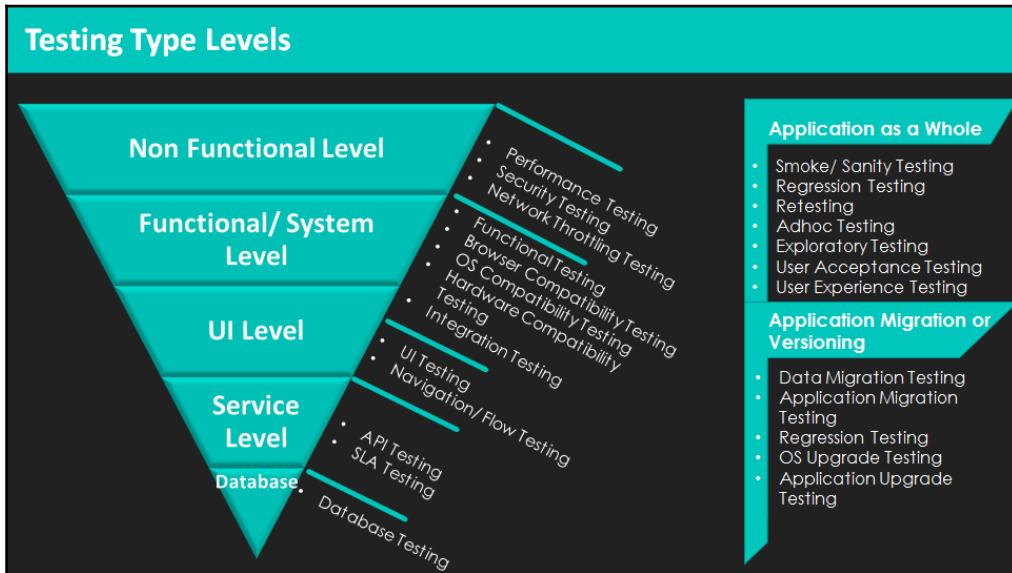 Testing Type Levels
Non Functional Level
Functional/ System
Level
UI Level
Service
Level
Database
• Performance Testing
• Security Testing
• Network Throttling Testing
• Functional Testing
• Browser Compatibility Testing
• OS Compatibility Testing
• Hardware Compatibility
Testing
• Integration Testing
• UI Testing
• Navigation/ Flow Testing
• API Testing
• SLA Testing
• Database Testing
Application as a Whole
• Smoke/ Sanity Testing
• Regression Testing
• Retesting
• Adhoc Testing
• Exploratory Testing
• User Acceptance Testing
• User Experience Testing
Application Migration or
Versioning
• Data Migration Testing
• Application Migration
Testing
• Regression Testing
• OS Upgrade Testing
• Application Upgrade
Testing